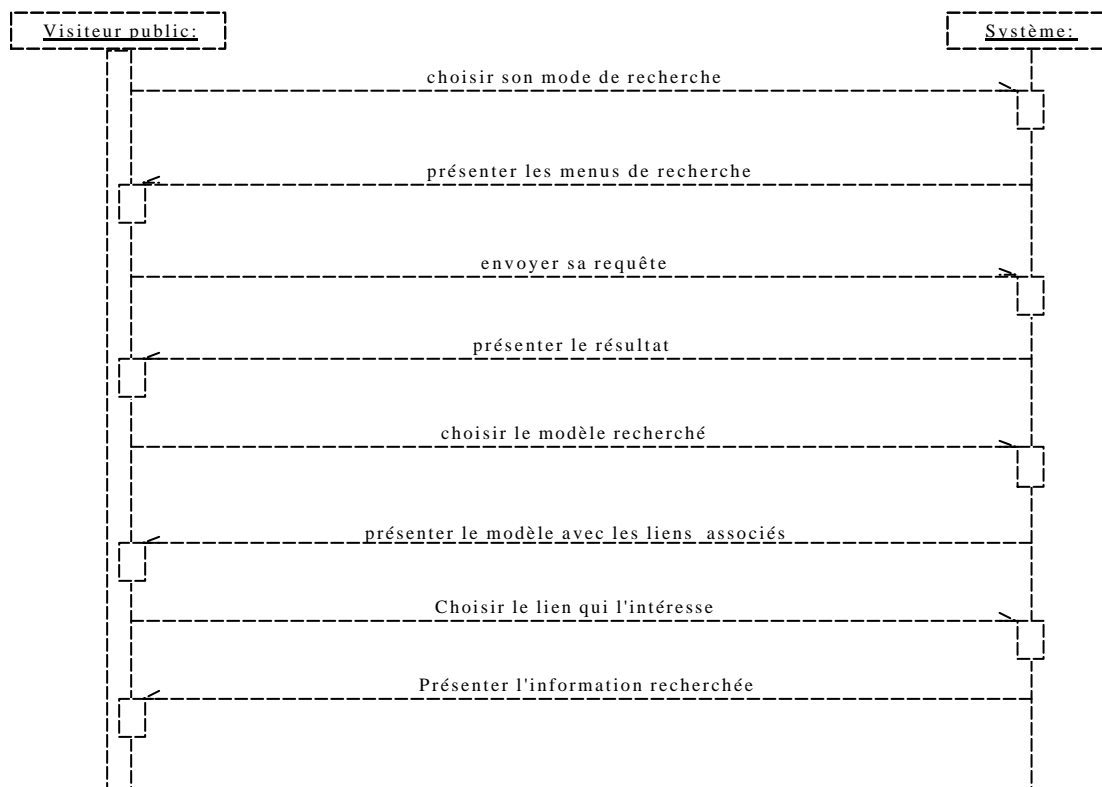 Visiteur public:
Système:
choisir son mode de recherche
présenter les menus de recherche
envoyer sa requête
présenter le résultat
choisir le modèle recherché
présenter le modèle avec les liens associés
Choisir le lien qui l'intéresse
Présenter l'information recherchée